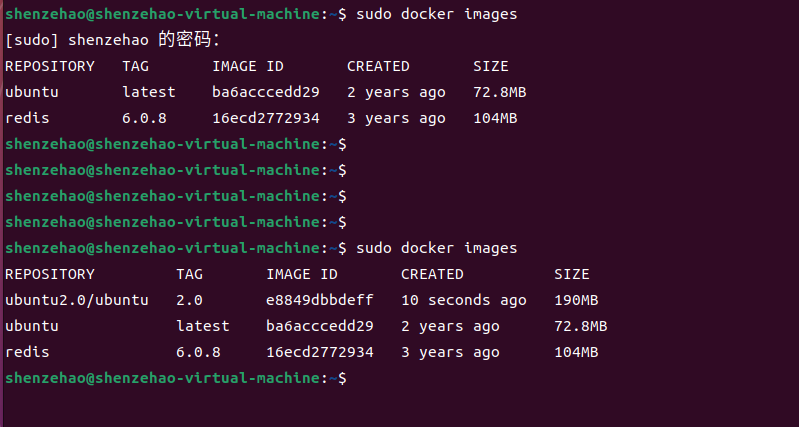 shenzehao@shenzehao-virtual-machine:~$ sudo docker images
[sudo] shenzehao 的密码：
REPOSITORY   TAG       IMAGE ID       CREATED       SIZE
ubuntu       latest    ba6acccedd29   2 years ago   72.8MB
redis        6.0.8     16ecd2772934   3 years ago   104MB
shenzehao@shenzehao-virtual-machine:~$
shenzehao@shenzehao-virtual-machine:~$
shenzehao@shenzehao-virtual-machine:~$
shenzehao@shenzehao-virtual-machine:~$
shenzehao@shenzehao-virtual-machine:~$ sudo docker images
REPOSITORY         TAG       IMAGE ID       CREATED          SIZE
ubuntu2.0/ubuntu   2.0       e8849dbbdeff   10 seconds ago   190MB
ubuntu             latest    ba6acccedd29   2 years ago      72.8MB
redis              6.0.8     16ecd2772934   3 years ago      104MB
shenzehao@shenzehao-virtual-machine:~$